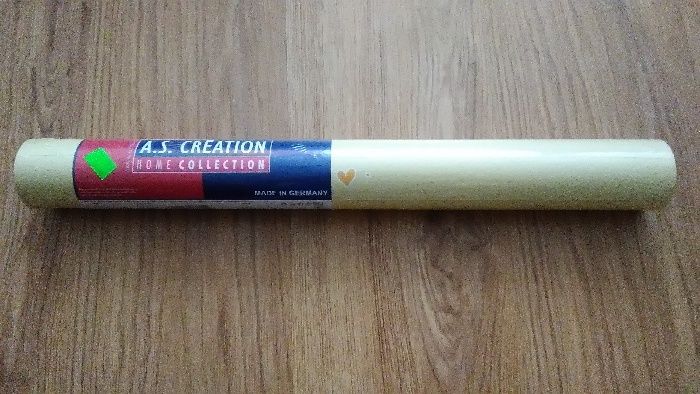 A.S. CREATION
HOME COLLECTION
MADE IN GERMANY